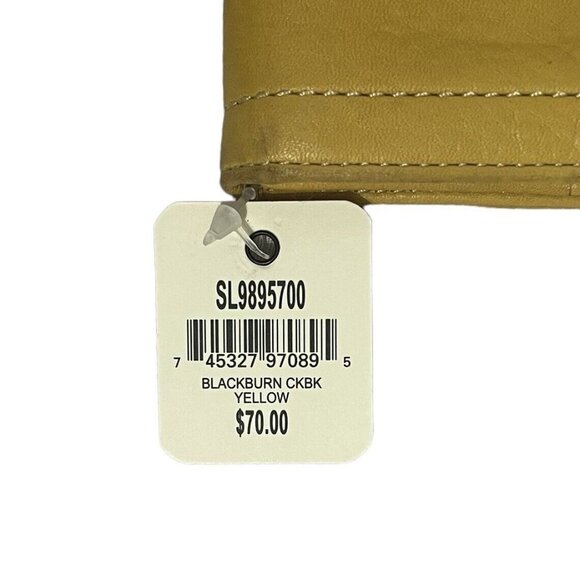 SL9895700
7 45327 97089 5
BLACKBURN CKBK
YELLOW
$70.00